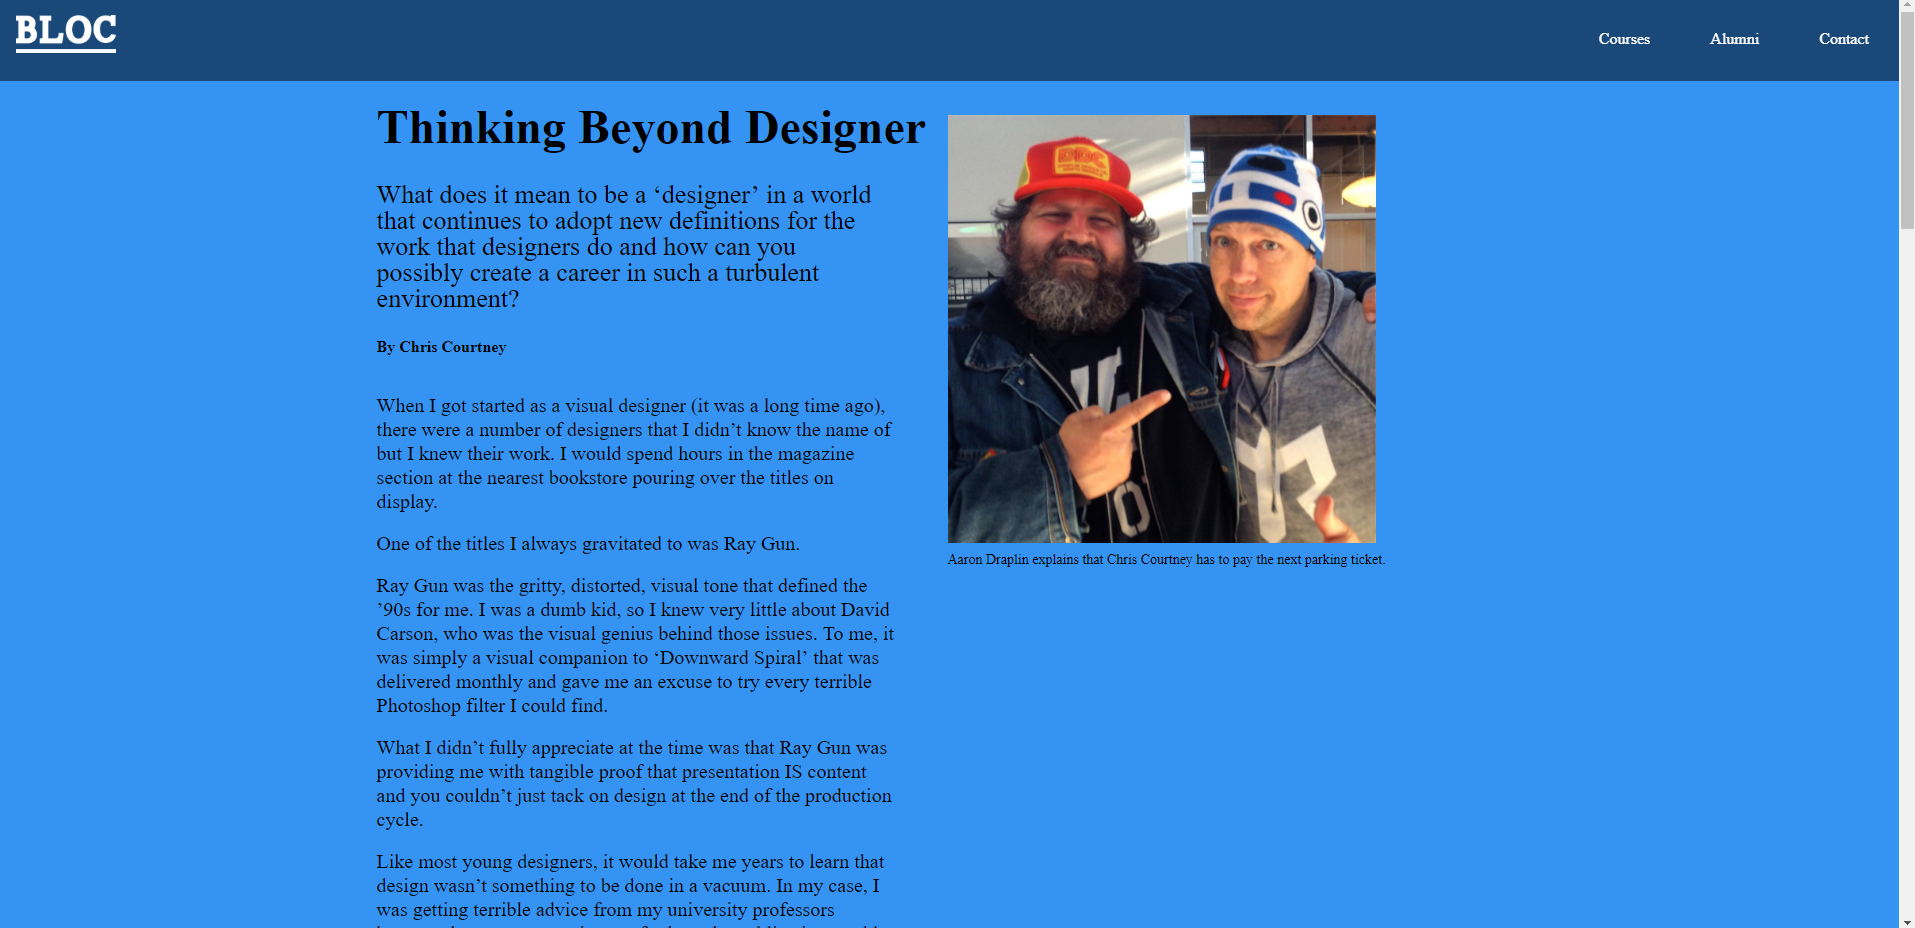 BLOC
Courses
Alumni
Contact
Thinking Beyond Designer
What does it mean to be a ‘designer’ in a world
that continues to adopt new definitions for the
work that designers do and how can you
possibly create a career in such a turbulent
environment?
By Chris Courtney
When I got started as a visual designer (it was a long time ago),
there were a number of designers that I didn’t know the name of
but I knew their work. I would spend hours in the magazine
section at the nearest bookstore pouring over the titles on
display.
One of the titles I always gravitated to was Ray Gun.
Ray Gun was the gritty, distorted, visual tone that defined the
’90s for me. I was a dumb kid, so I knew very little about David
Carson, who was the visual genius behind those issues. To me, it
was simply a visual companion to ‘Downward Spiral’ that was
delivered monthly and gave me an excuse to try every terrible
Photoshop filter I could find.
What I didn’t fully appreciate at the time was that Ray Gun was
providing me with tangible proof that presentation IS content
and you couldn’t just tack on design at the end of the production
cycle.
Like most young designers, it would take me years to learn that
design wasn’t something to be done in a vacuum. In my case, I
was getting terrible advice from my university professors
Aaron Draplin explains that Chris Courtney has to pay the next parking ticket.